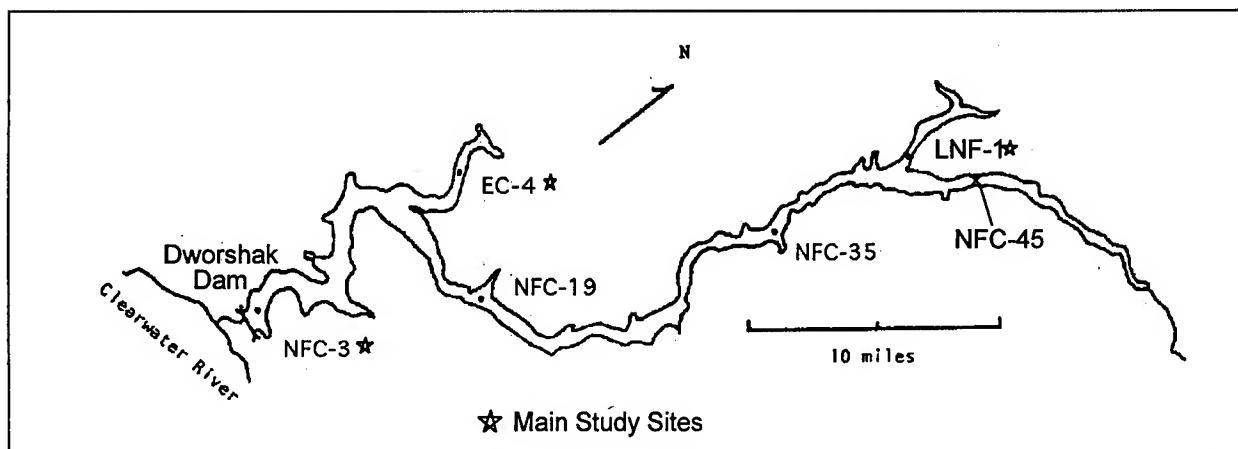 N
EC-4 ☆
LNF-1☆
Dworshak
Dam
NFC-19
NFC-35
NFC-45
Clearwater River
NFC-3 ☆
10 miles
☆ Main Study Sites